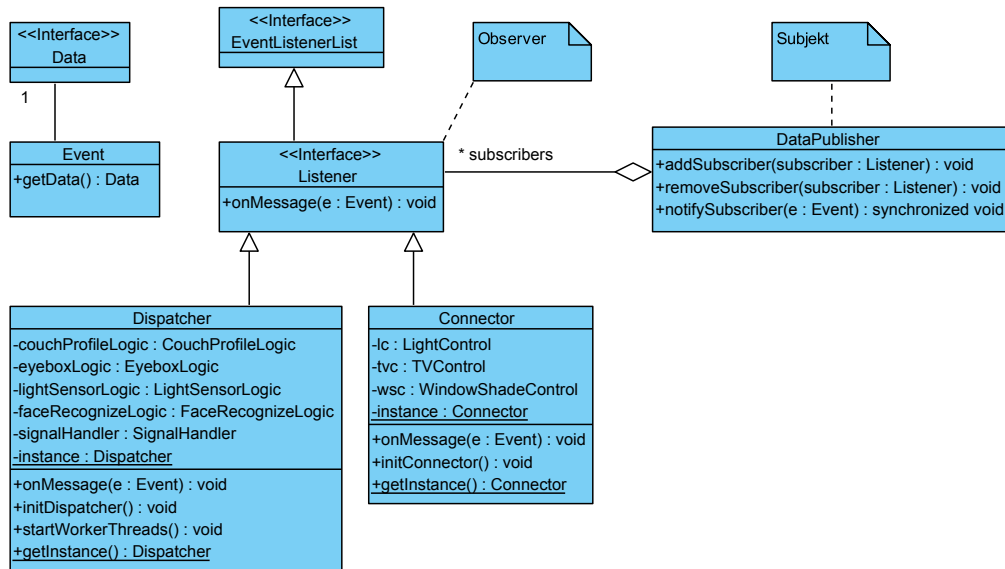 <<Interface>>
Data
1
Event
+getData() : Data
<<Interface>>
EventListenerList
Observer
Subjekt
<<Interface>>
Listener
+onMessage(e : Event) : void
* subscribers
DataPublisher
+addSubscriber(subscriber : Listener) : void
+removeSubscriber(subscriber : Listener) : void
+notifySubscriber(e : Event) : synchronized void
Dispatcher
-couchProfileLogic : CouchProfileLogic
-eyeboxLogic : EyeboxLogic
-lightSensorLogic : LightSensorLogic
-faceRecognizeLogic : FaceRecognizeLogic
-signalHandler : SignalHandler
-instance : Dispatcher
+onMessage(e : Event) : void
+initDispatcher() : void
+startWorkerThreads() : void
+getInstance() : Dispatcher
Connector
-lc : LightControl
-tvc : TVControl
-wsc : WindowShadeControl
-instance : Connector
+onMessage(e : Event) : void
+initConnector() : void
+getInstance() : Connector